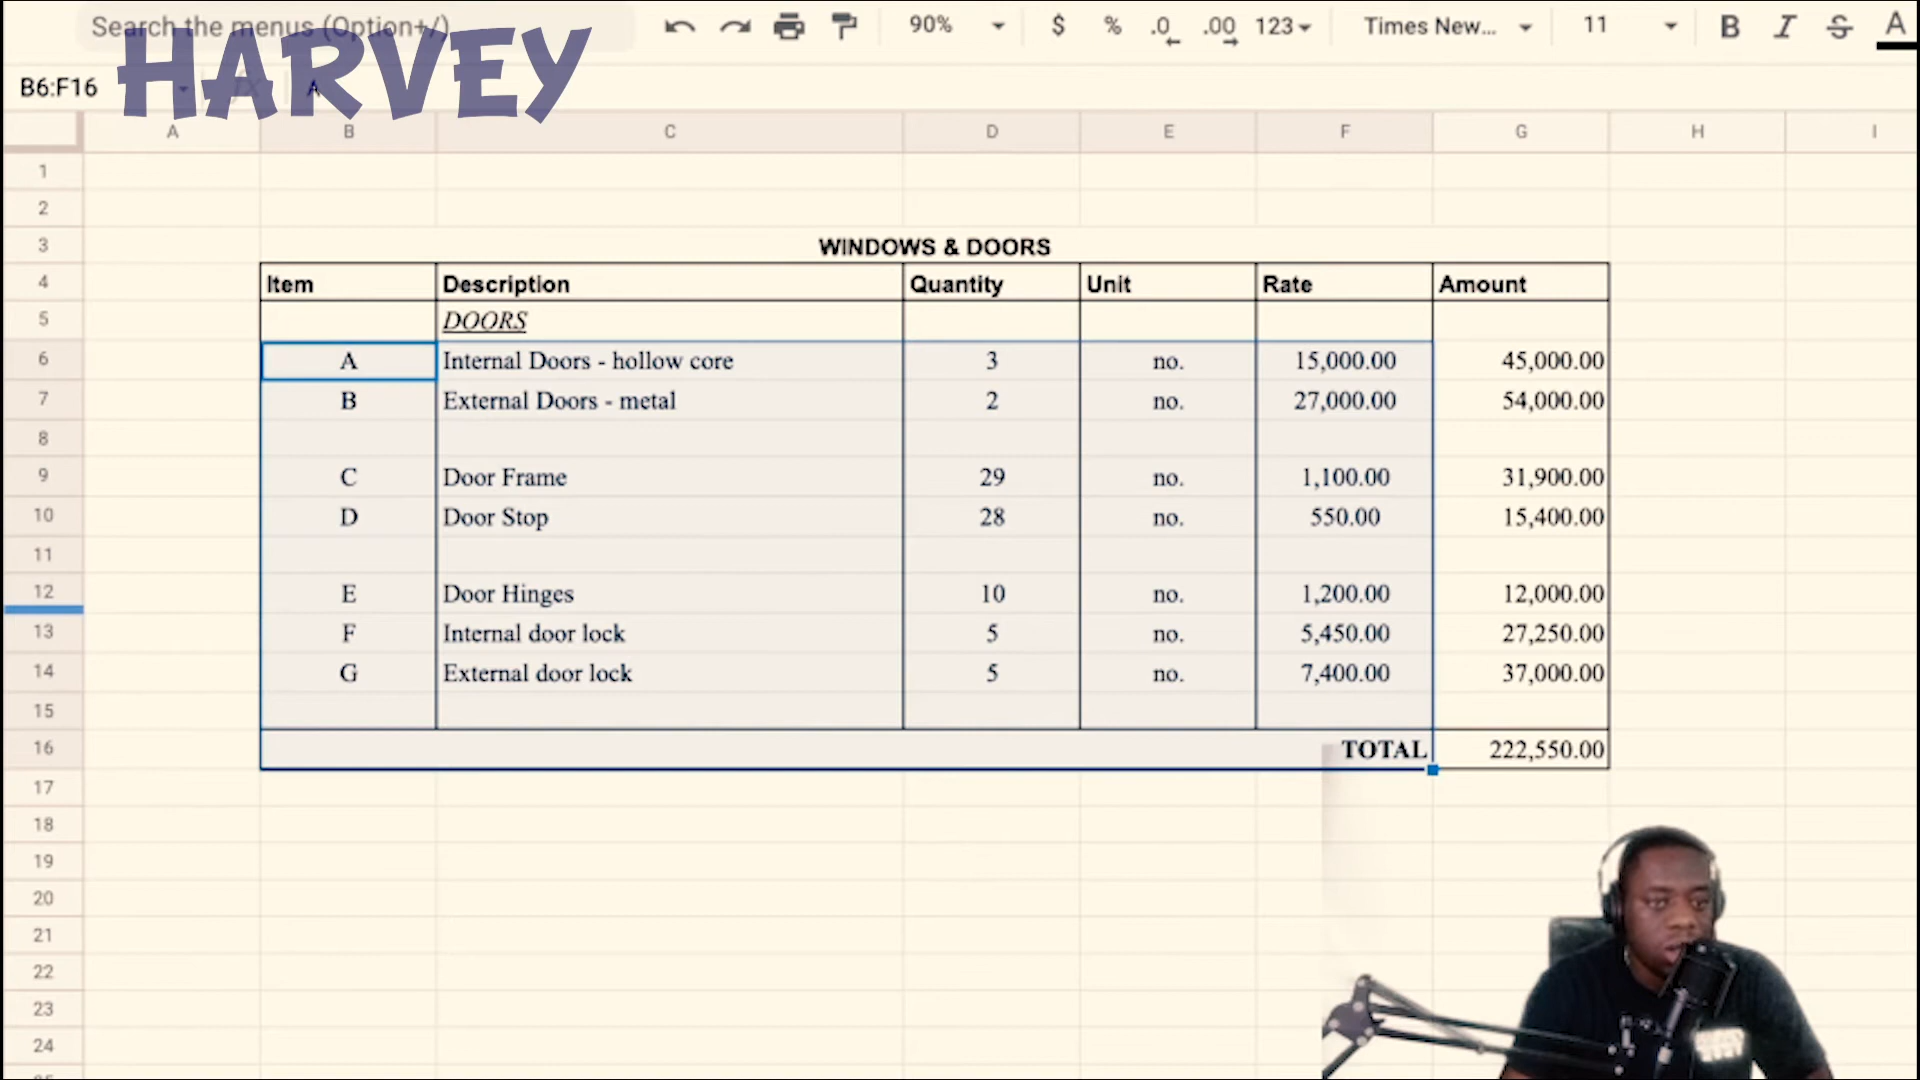 Search the menus (Option+/)
90% $ % .0 .00 123 Times New... 11 B I S A
HARVEY
B6:F16 A
A B C D E F G H I
1
2
3 WINDOWS & DOORS
4 Item Description Quantity Unit Rate Amount
5 DOORS
6 A Internal Doors - hollow core 3 no. 15,000.00 45,000.00
7 B External Doors - metal 2 no. 27,000.00 54,000.00
8
9 C Door Frame 29 no. 1,100.00 31,900.00
10 D Door Stop 28 no. 550.00 15,400.00
11
12 E Door Hinges 10 no. 1,200.00 12,000.00
13 F Internal door lock 5 no. 5,450.00 27,250.00
14 G External door lock 5 no. 7,400.00 37,000.00
15
16 TOTAL 222,550.00
17
18
19
20
21
22
23
24